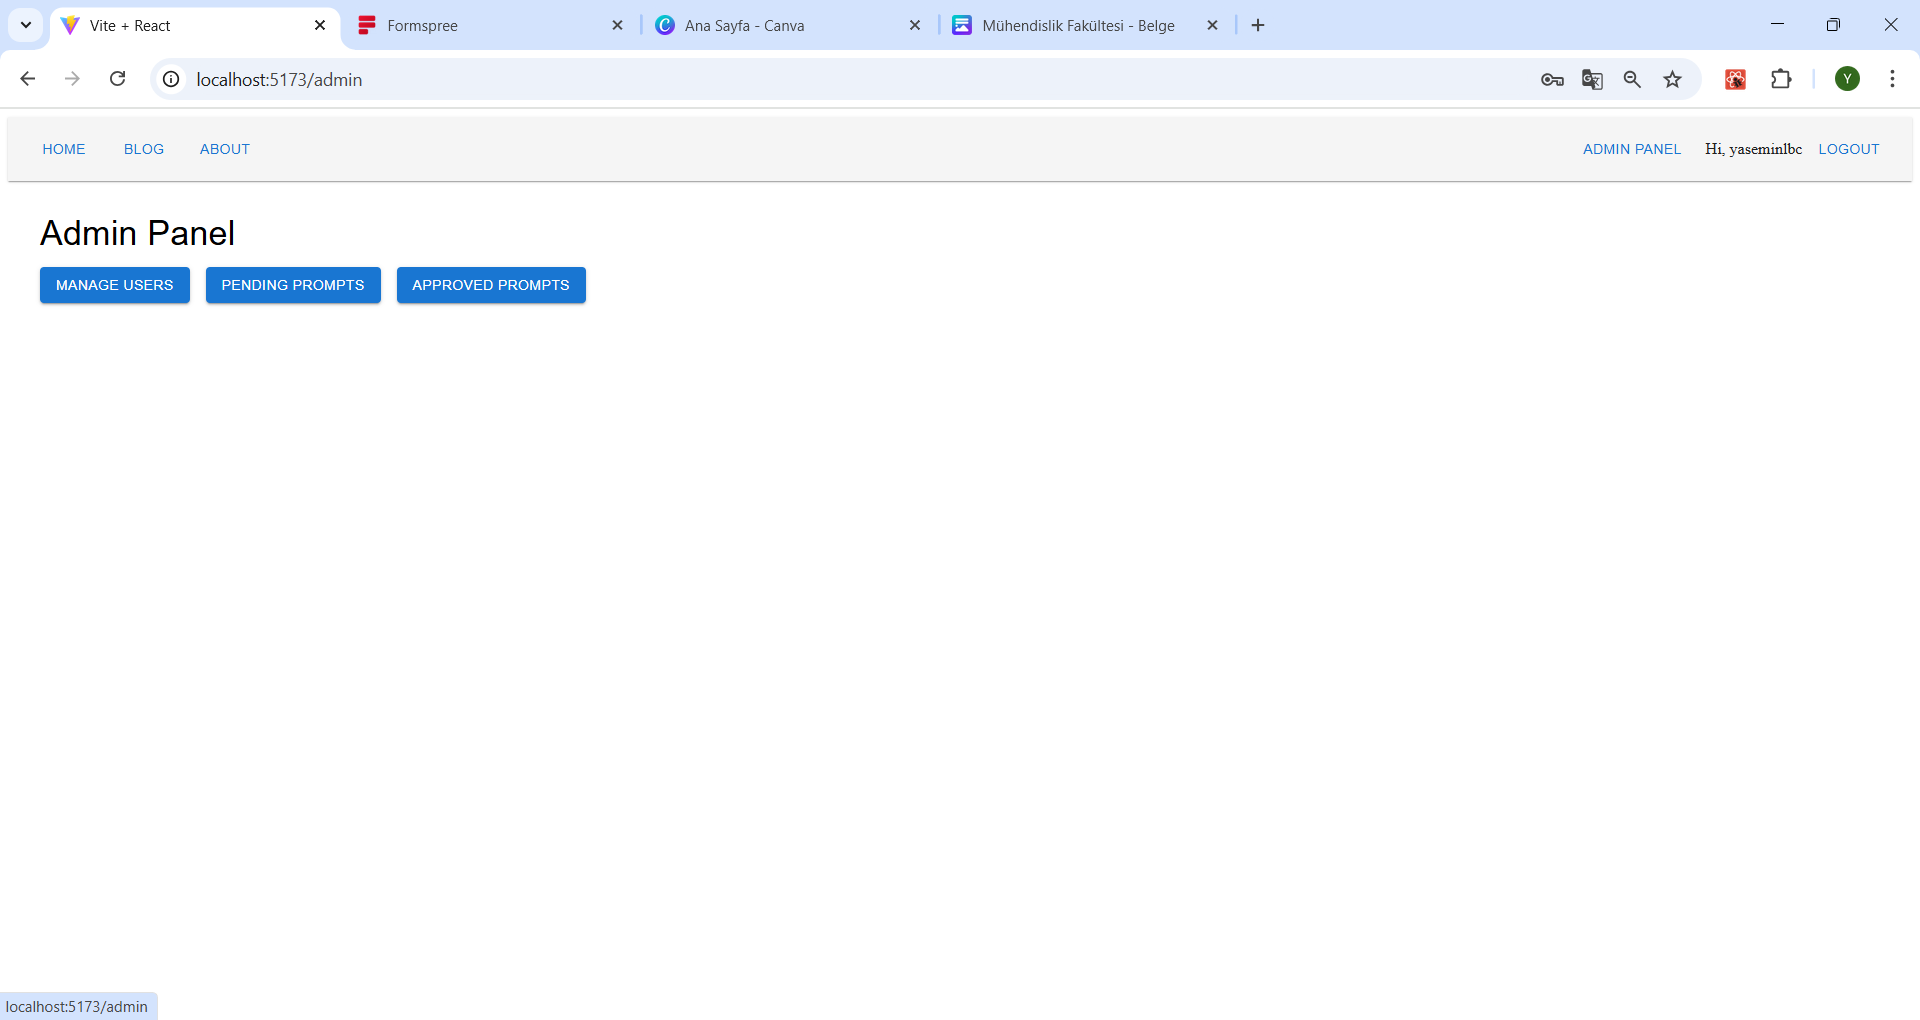 Vite + React
Formspree
Ana Sayfa - Canva
Mühendislik Fakültesi - Belge
localhost:5173/admin
Y
HOME BLOG ABOUT ADMIN PANEL Hi, yaseminlbc LOGOUT
Admin Panel
MANAGE USERS PENDING PROMPTS APPROVED PROMPTS
localhost:5173/admin